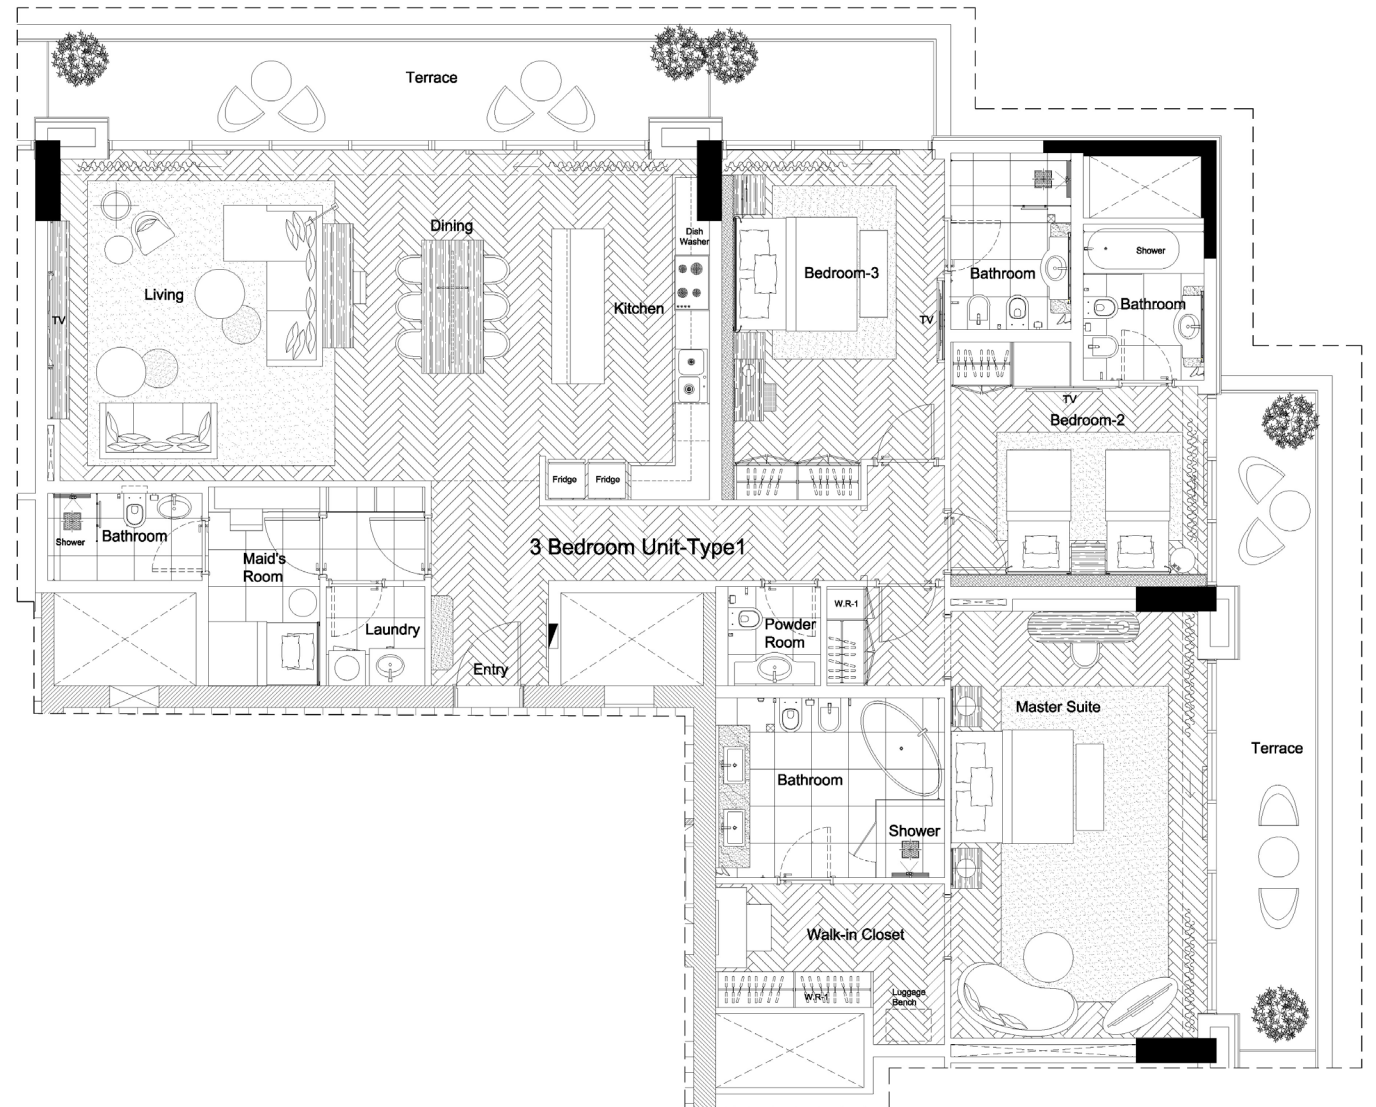 Terrace
Dining
Dish
Washer
Living
Kitchen
TV
Bedroom-3
TV
Bathroom
Shower
Bathroom
TV
Bedroom-2
Fridge
Fridge
Shower
Bathroom
Maid's
Room
3 Bedroom Unit-Type1
Laundry
Entry
Powder
Room
W.R-1
Master Suite
Terrace
Bathroom
Shower
Walk-in Closet
W.R-1
Luggage
Bench